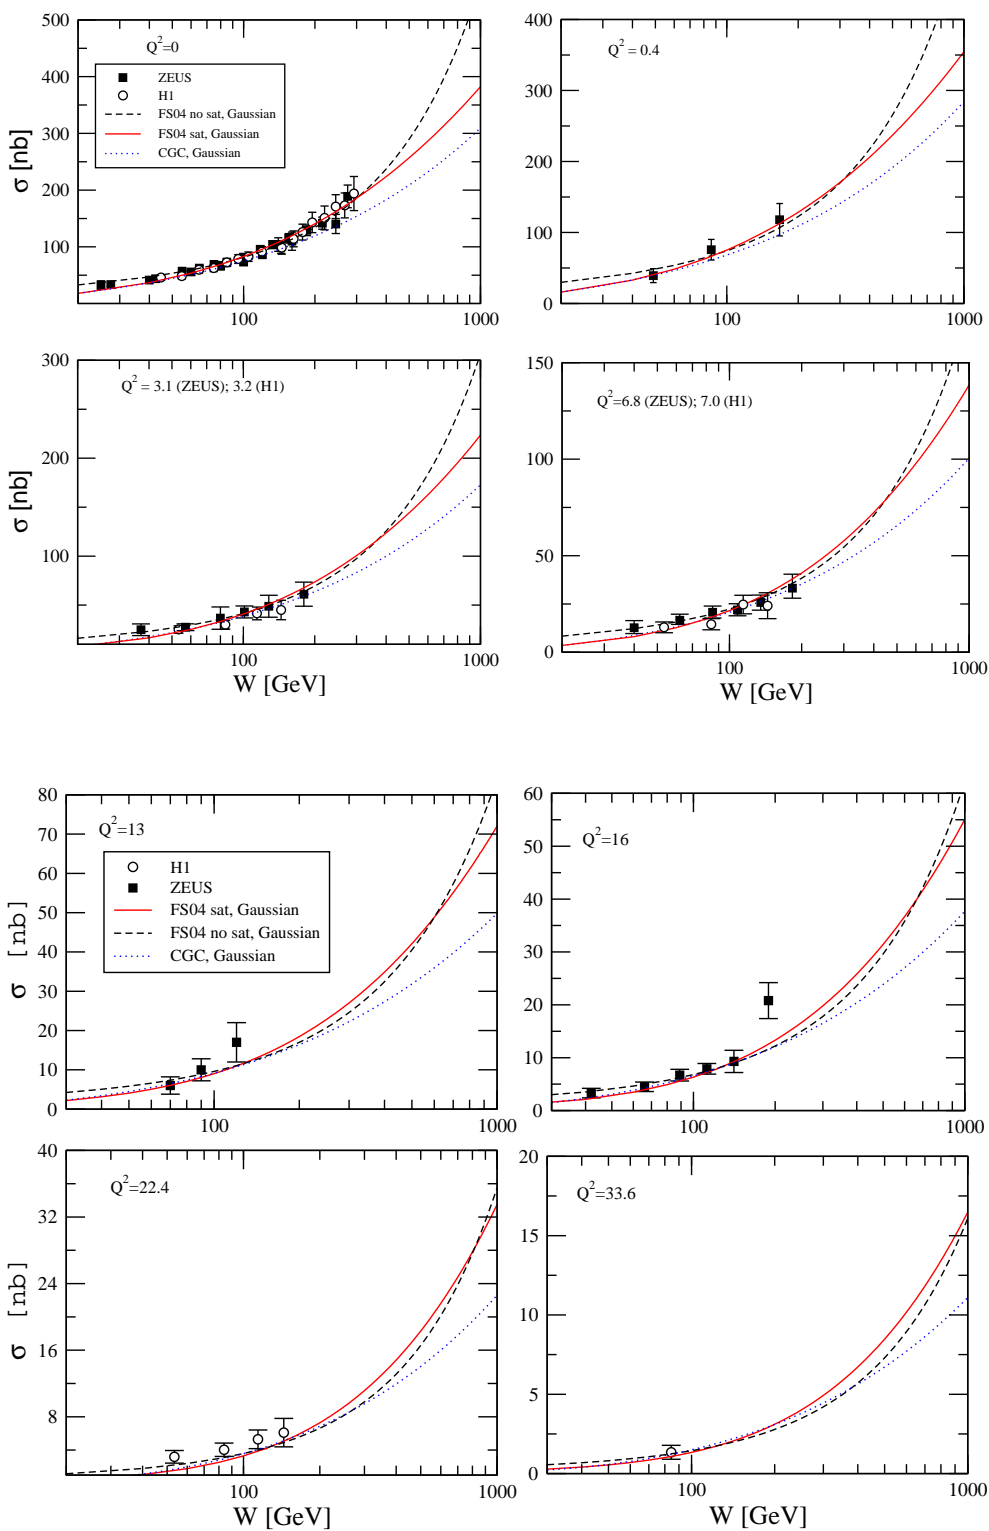 Q²=0
ZEUS
H1
FS04 no sat, Gaussian
FS04 sat, Gaussian
CGC, Gaussian
σ [nb]
500
400
300
200
100
100
1000
Q² = 0.4
400
300
200
100
0
100
1000
Q² = 3.1 (ZEUS); 3.2 (H1)
σ [nb]
300
200
100
100
1000
W [GeV]
Q²=6.8 (ZEUS); 7.0 (H1)
150
100
50
0
100
1000
W [GeV]
Q²=13
H1
ZEUS
FS04 sat, Gaussian
FS04 no sat, Gaussian
CGC, Gaussian
σ [nb]
80
70
60
50
40
30
20
10
0
100
1000
Q²=16
60
50
40
30
20
10
0
100
1000
Q²=22.4
σ [nb]
40
32
24
16
8
100
1000
W [GeV]
Q²=33.6
20
15
10
5
0
100
1000
W [GeV]